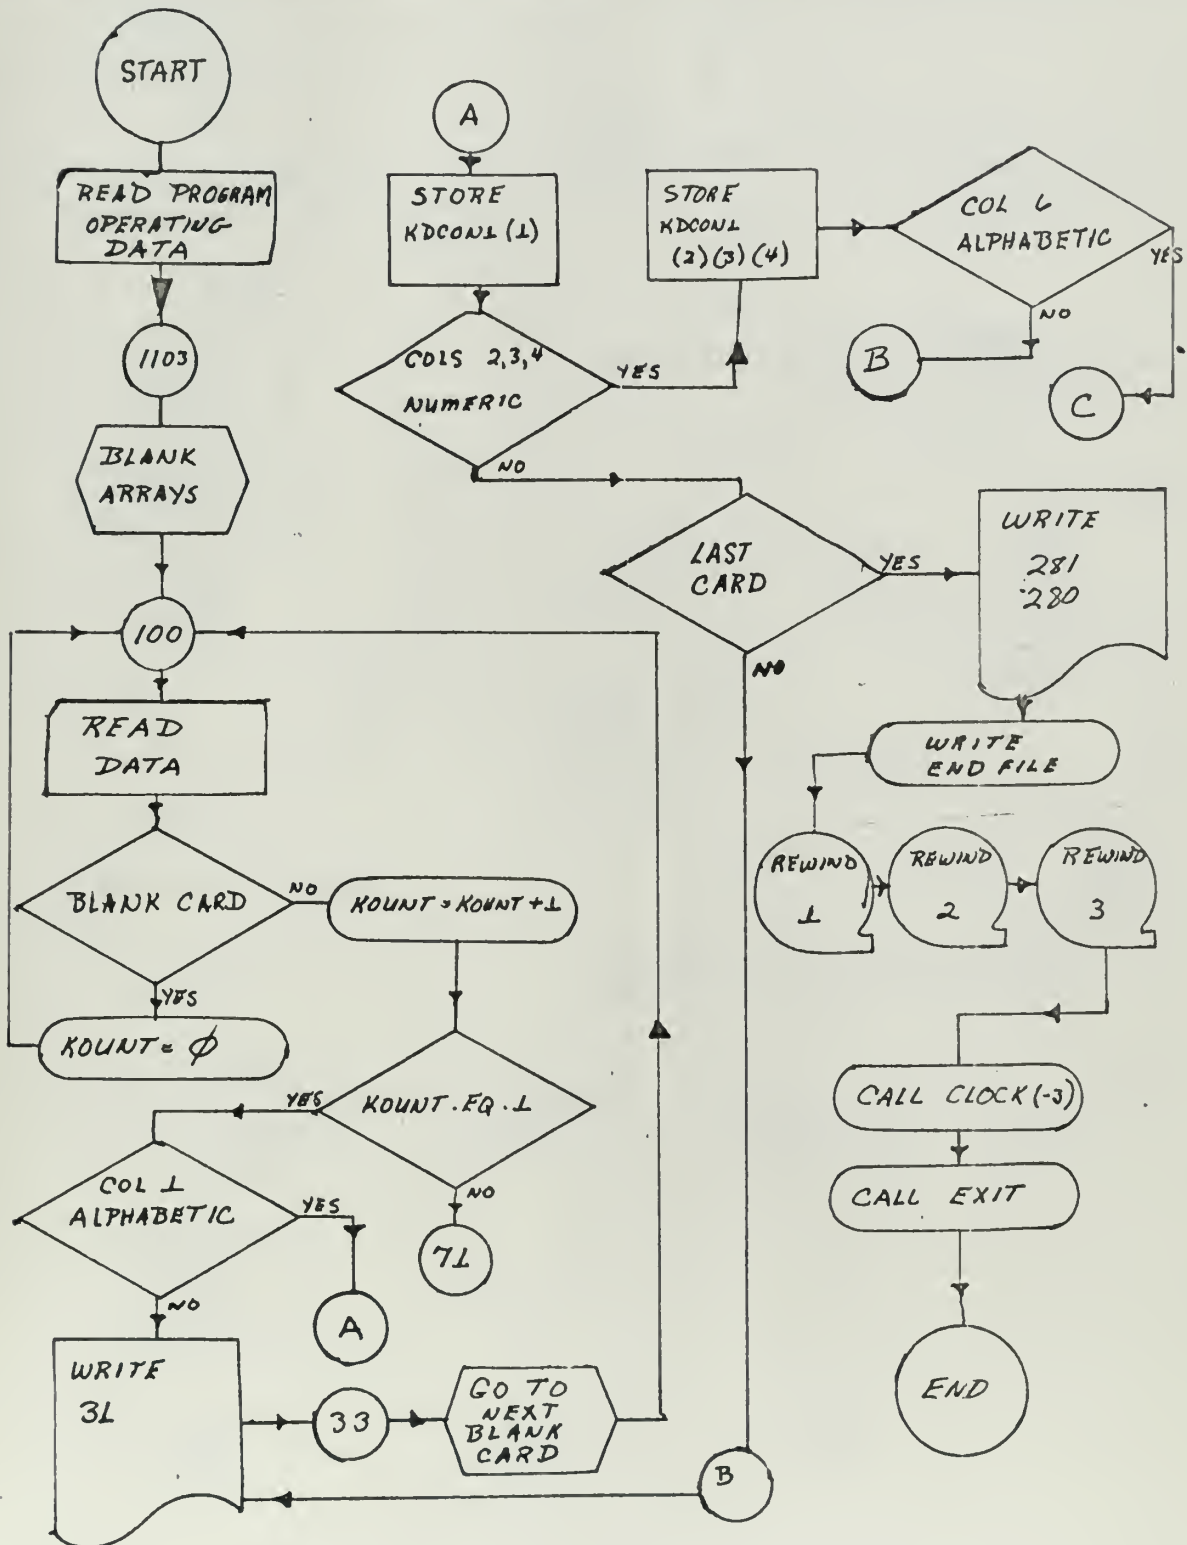 START
READ PROGRAM
OPERATING
DATA
1103
BLANK
ARRAYS
100
READ
DATA
BLANK CARD
NO
YES
KOUNT = KOUNT + 1
KOUNT = φ
KOUNT.EQ.1
YES
NO
71
COL 1
ALPHABETIC
YES
NO
A
WRITE
31
33
GO TO
NEXT
BLANK
CARD
A
STORE
KDCON1 (1)
COLS 2,3,4
NUMERIC
YES
NO
STORE
KDCON1
(2)(3)(4)
COL 6
ALPHABETIC
YES
NO
B
C
LAST
CARD
YES
NO
B
WRITE
281
280
WRITE
END FILE
REWIND
1
REWIND
2
REWIND
3
CALL CLOCK(-3)
CALL EXIT
END